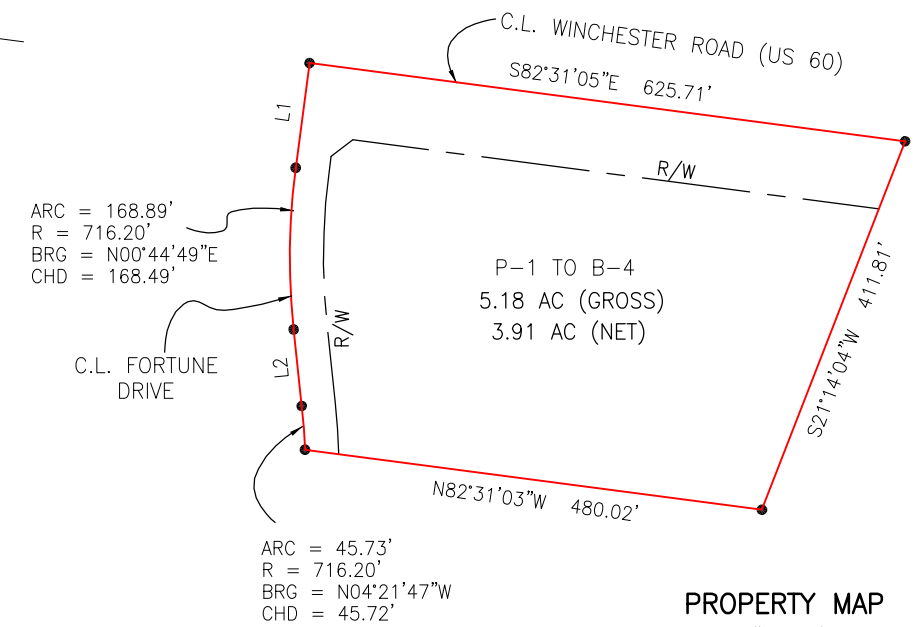 C.L. WINCHESTER ROAD (US 60)
S82°31'05"E 625.71'
L1
R/W
ARC = 168.89'
R = 716.20'
BRG = N00°44'49"E
CHD = 168.49'
P-1 TO B-4
5.18 AC (GROSS)
3.91 AC (NET)
S21°14'04"W 411.81'
R/W
C.L. FORTUNE
DRIVE
L2
N82°31'03"W 480.02'
ARC = 45.73'
R = 716.20'
BRG = N04°21'47"W
CHD = 45.72'
PROPERTY MAP